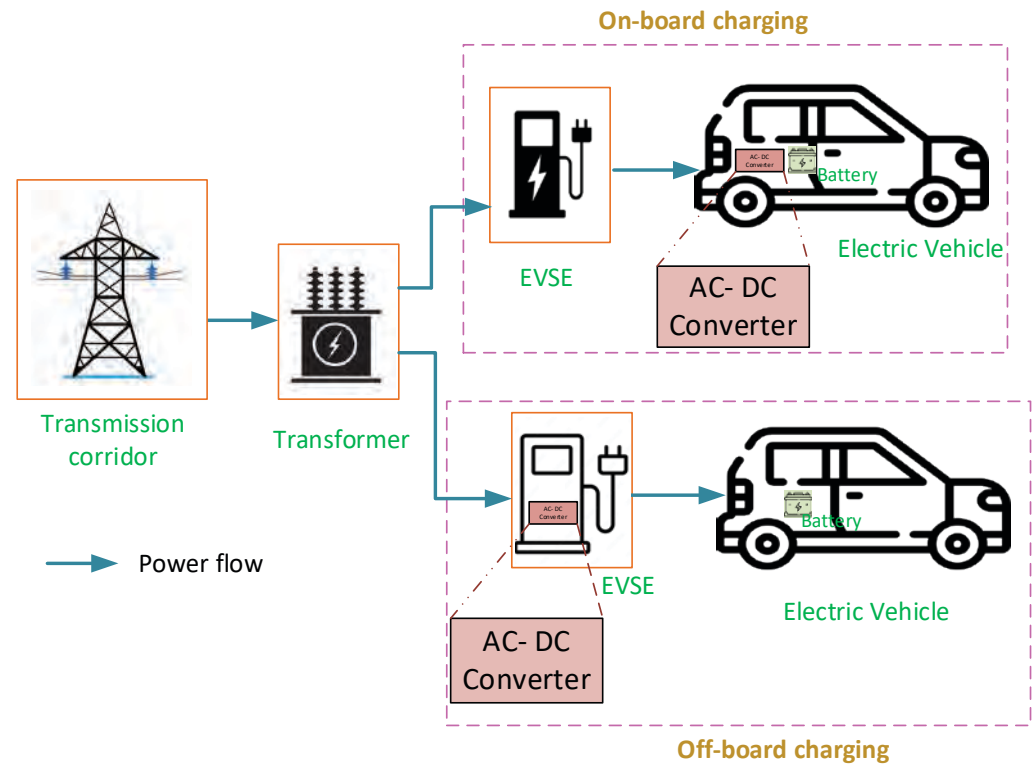 On-board charging
AC- DC
Converter
Battery
Electric Vehicle
EVSE
AC- DC
Converter
Transmission
corridor
Transformer
AC- DC
Converter
Battery
Power flow
EVSE
Electric Vehicle
AC- DC
Converter
Off-board charging